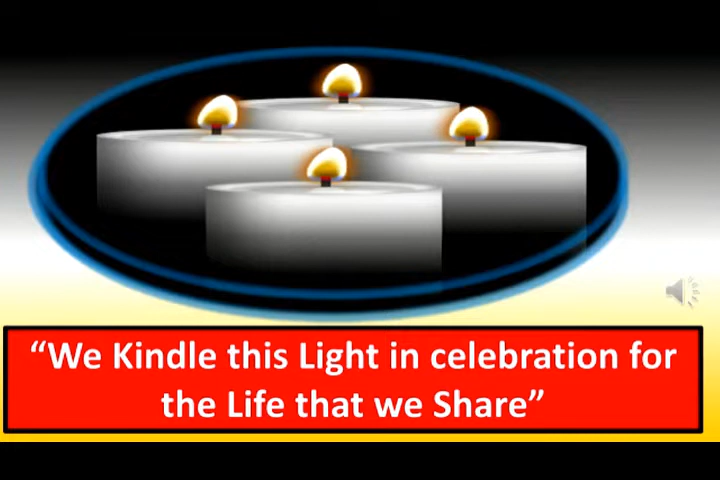 “We Kindle this Light in celebration for
the Life that we Share”